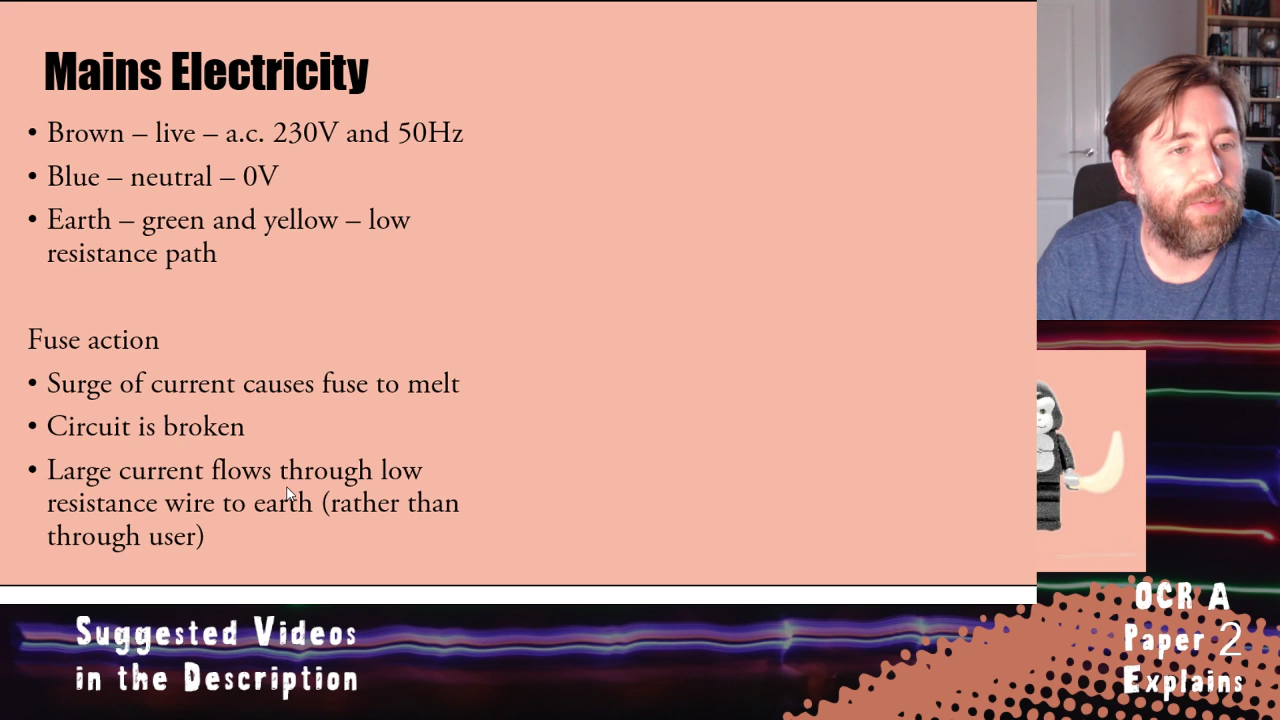 Mains Electricity
• Brown – live – a.c. 230V and 50Hz
• Blue – neutral – 0V
• Earth – green and yellow – low
resistance path
Fuse action
• Surge of current causes fuse to melt
• Circuit is broken
• Large current flows through low
resistance wire to earth (rather than
through user)
Suggested Videos
in the Description
OCR A
Paper 2
Explains